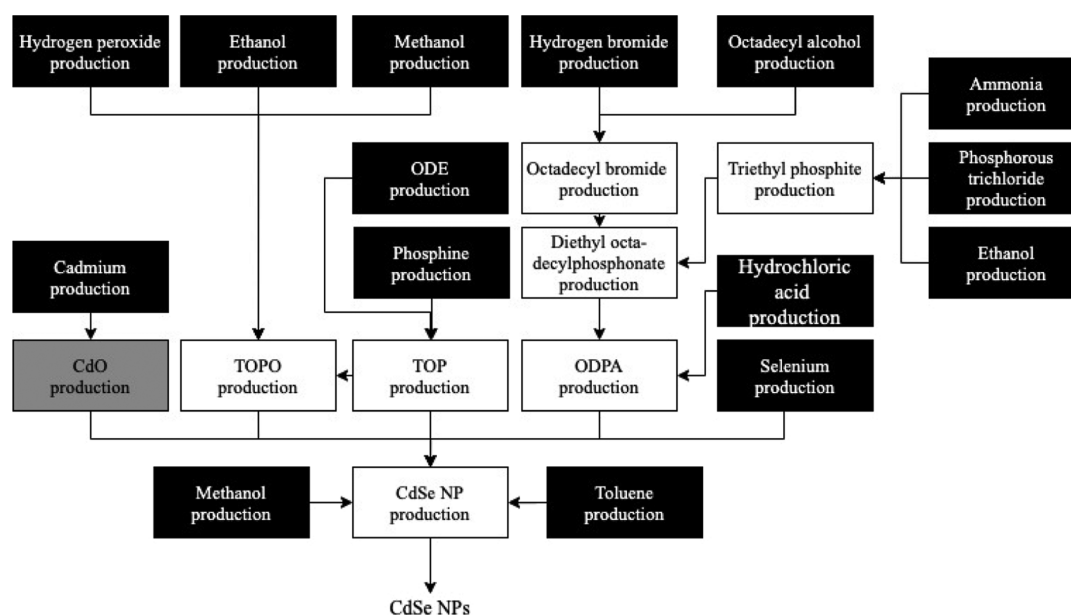 Hydrogen peroxide
production
Ethanol
production
Methanol
production
Hydrogen bromide
production
Octadecyl alcohol
production
Ammonia
production
ODE
production
Octadecyl bromide
production
Triethyl phosphite
production
Phosphorous
trichloride
production
Cadmium
production
Phosphine
production
Diethyl octa-
decylphosphonate
production
Hydrochloric
acid
production
Ethanol
production
CdO
production
TOPO
production
TOP
production
ODPA
production
Selenium
production
Methanol
production
CdSe NP
production
Toluene
production
CdSe NPs